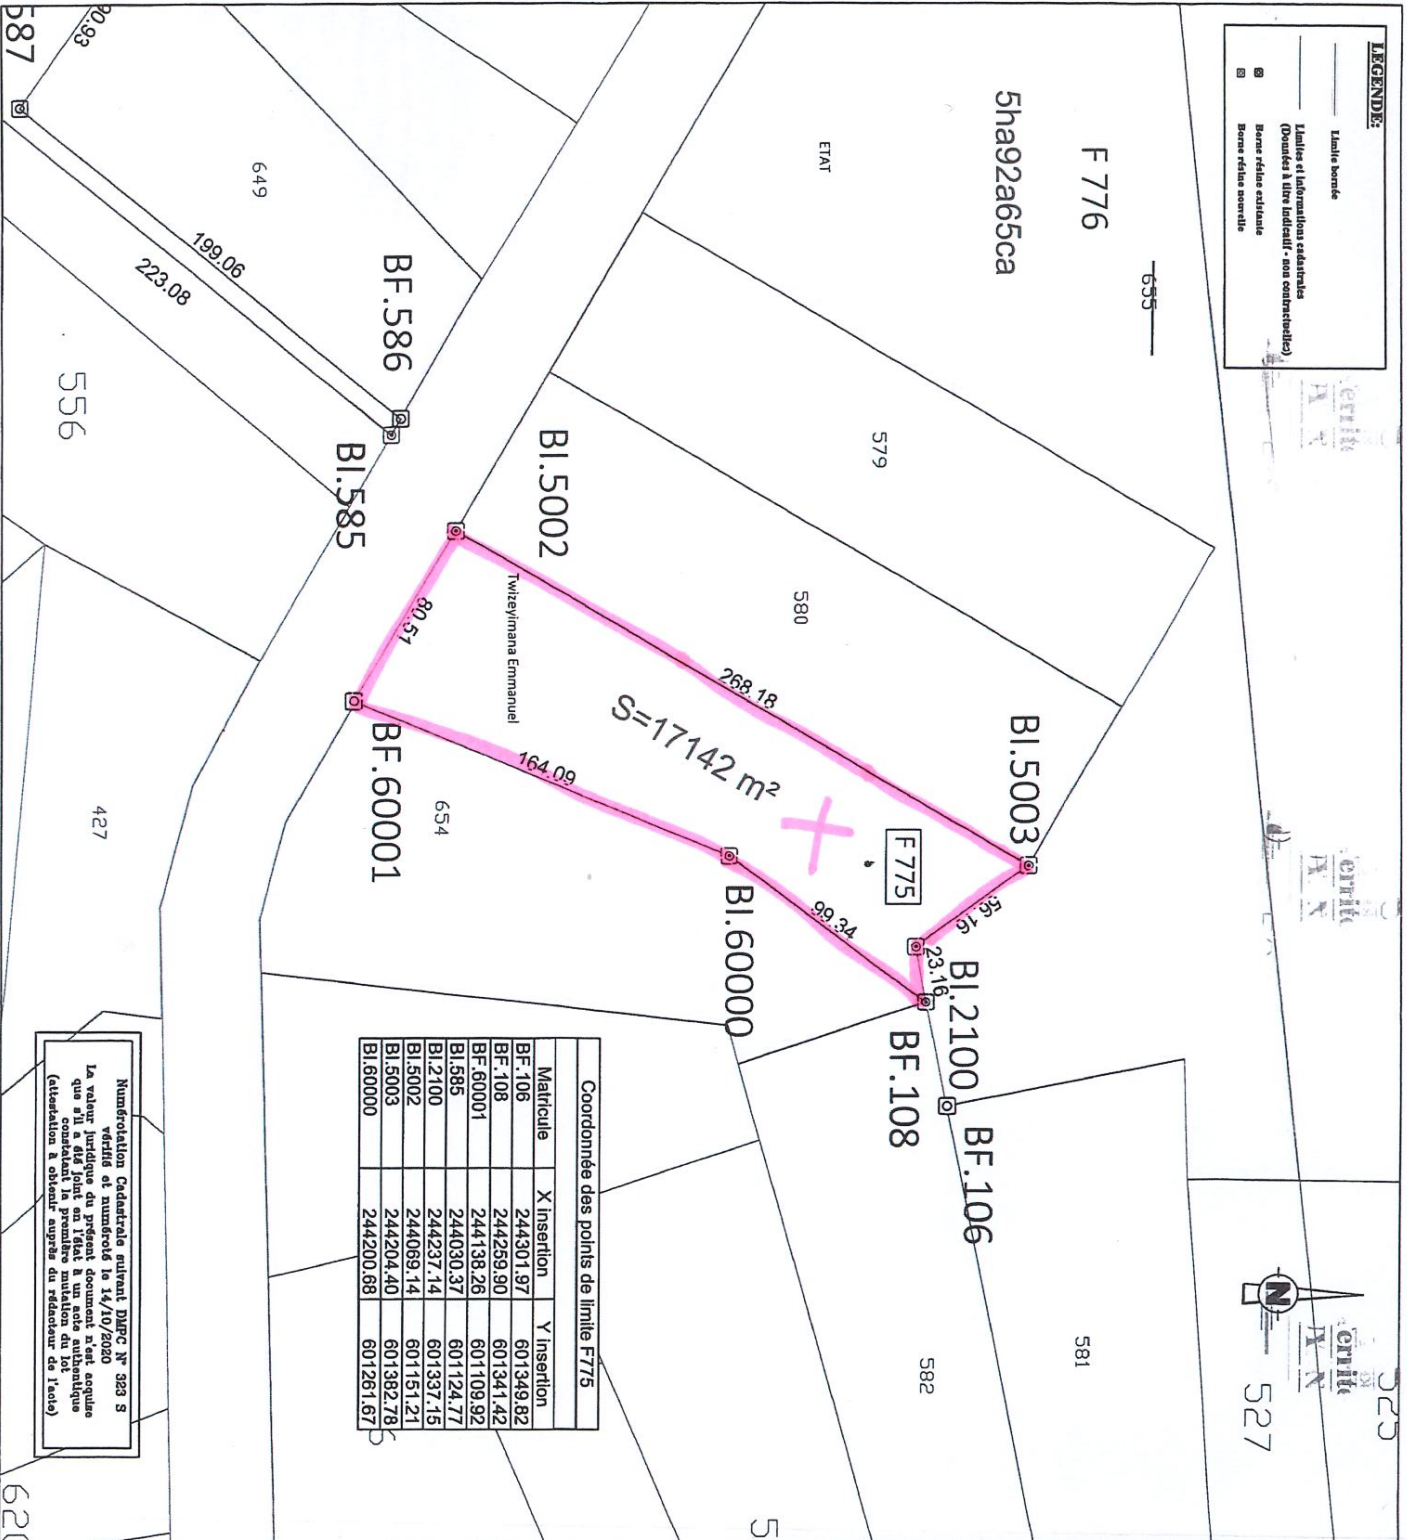 LEGENDE:
Limite bornée
Limites et informations cadastrales
(Données à titre indicatif - non contractuelles)
Borne résine existante
Borne résine nouvelle
F 776
5ha92a65ca
655
ETAT
579
580
649
199.06
223.08
587
BF.586
BI.585
556
BI.5002
Twizeyimana Emmanuel
80.51
268.18
S=17142 m²
164.09
99.34
F 775
BI.5003
56.16
23.16
BI.2100
BF.108
BF.106
BI.60000
BF.60001
654
427
581
582
527
525
N
Coordonnée des points de limite F775
Matricule X insertion Y insertion
BF.106 244301.97 601349.82
BF.108 244259.90 601341.42
BF.60001 244138.26 601109.92
BI.585 244030.37 601124.77
BI.2100 244237.14 601337.15
BI.5002 244069.14 601151.21
BI.5003 244204.40 601382.78
BI.60000 244200.68 601261.67
Numérotation Cadastrale suivant DMPC N° 323 S
vérifié et numéroté le 14/10/2020
La valeur juridique du présent document n'est acquise
que s'il a été joint en l'état à un acte authentique
constatant la première mutation du lot
(attestation à obtenir auprès du rédacteur de l'acte)